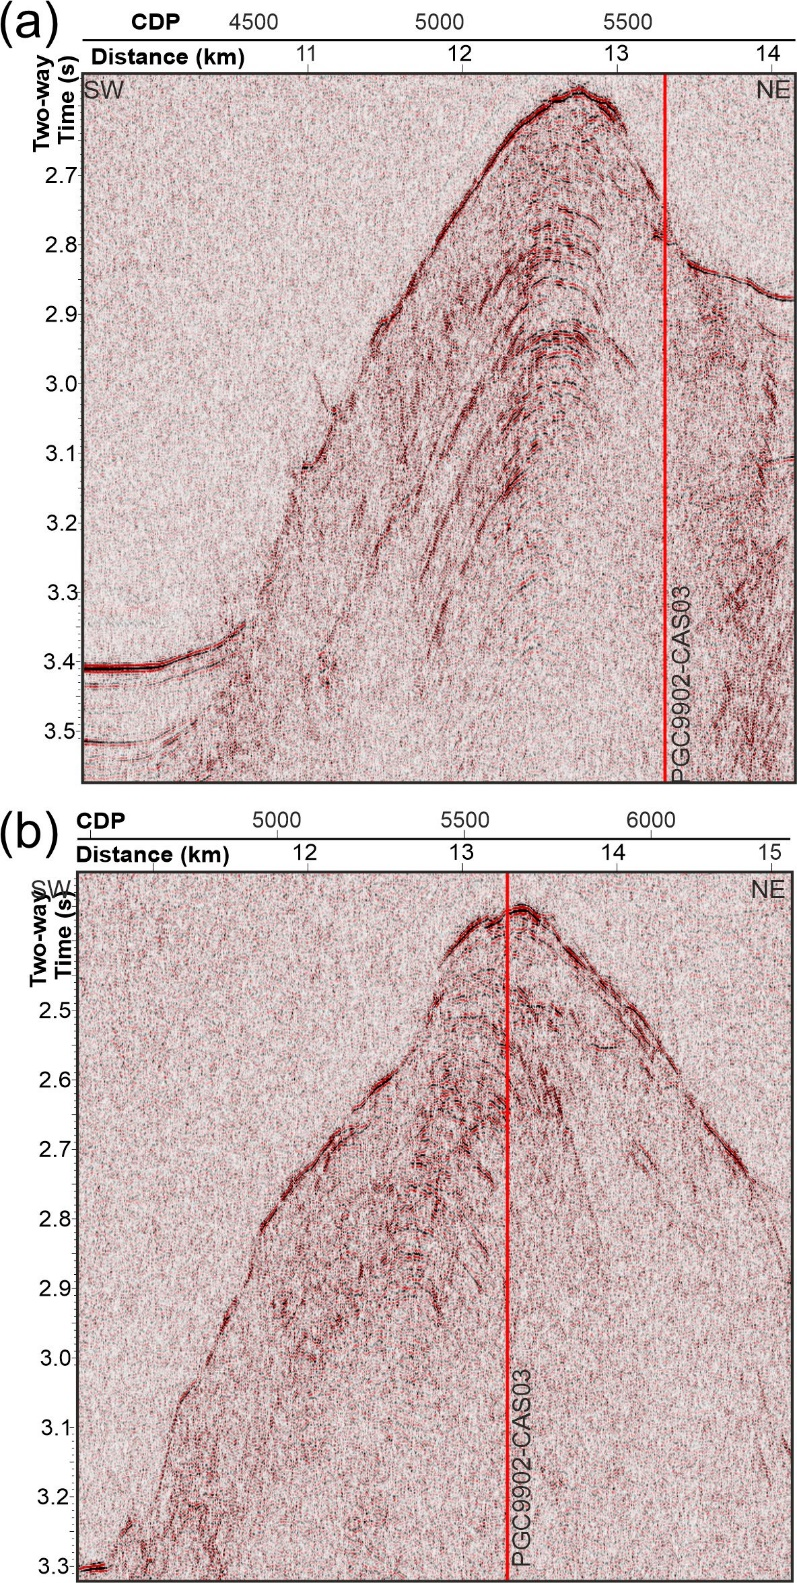 (a)
CDP 4500 5000 5500
Distance (km) 11 12 13 14
Two-way
Time (s)
SW NE
2.7
2.8
2.9
3.0
3.1
3.2
3.3
3.4
3.5
PGC9902-CAS03
(b)
CDP 5000 5500 6000
Distance (km) 12 13 14 15
SW NE
Two-way
Time (s)
2.5
2.6
2.7
2.8
2.9
3.0
3.1
3.2
3.3
PGC9902-CAS03